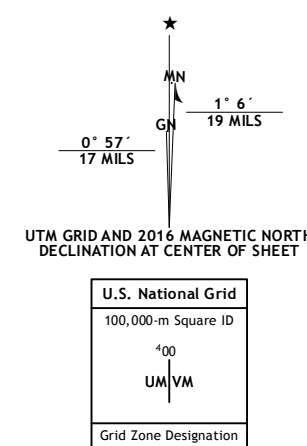 ★
MN
GN
1° 6´
19 MILS
0° 57´
17 MILS
UTM GRID AND 2016 MAGNETIC NORTH
DECLINATION AT CENTER OF SHEET
U.S. National Grid
100,000-m Square ID
⁴00
UM VM
Grid Zone Designation